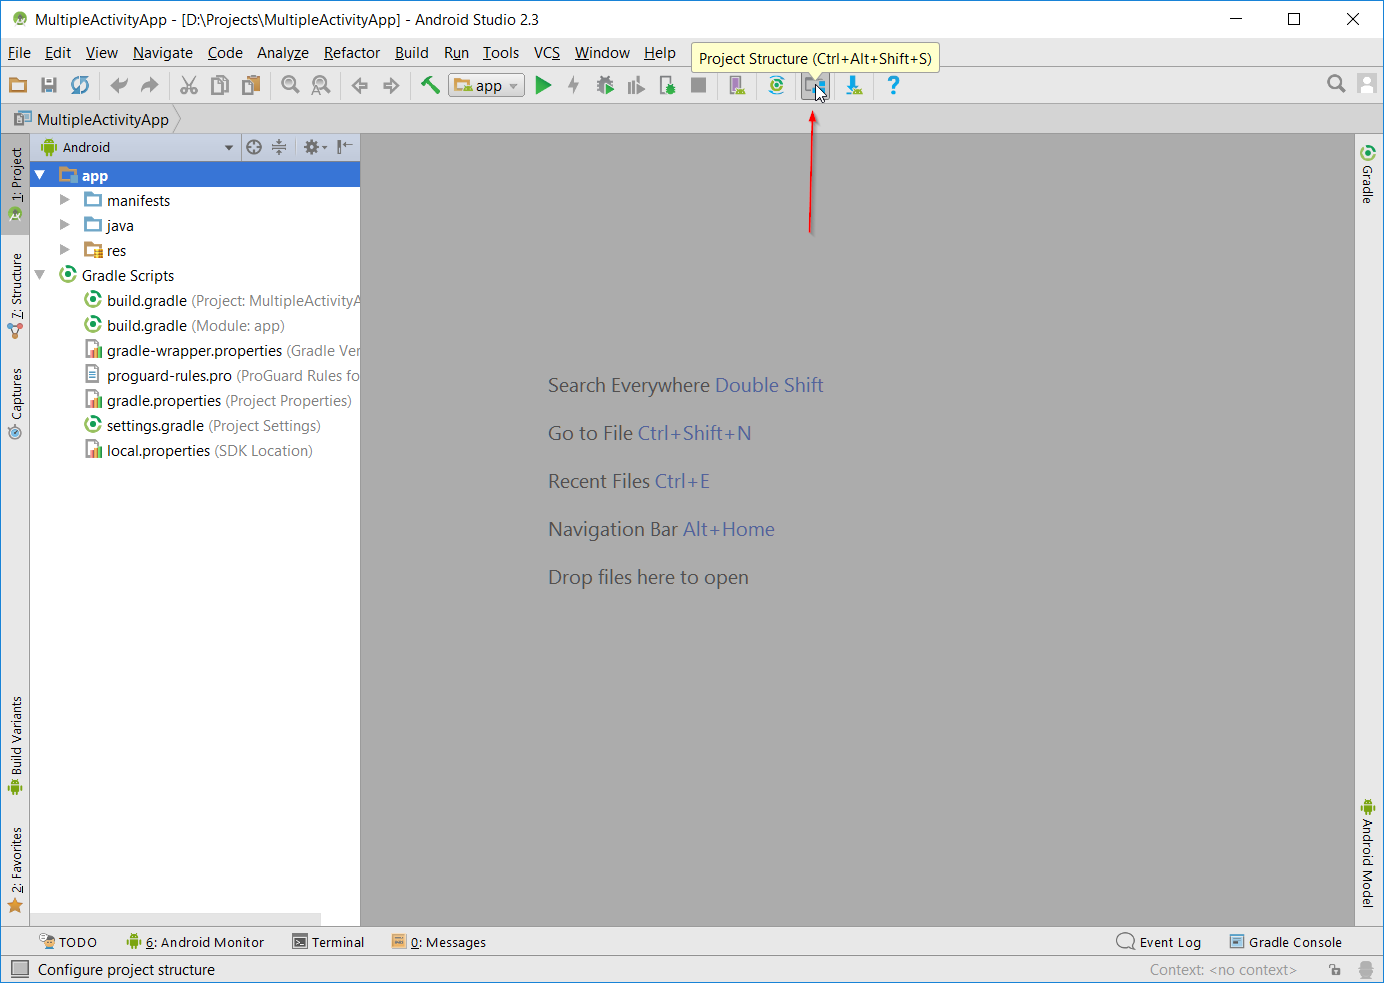 MultipleActivityApp - [D:\Projects\MultipleActivityApp] - Android Studio 2.3
File Edit View Navigate Code Analyze Refactor Build Run Tools VCS Window Help
Project Structure (Ctrl+Alt+Shift+S)
app
?
MultipleActivityApp
1: Project
7: Structure
Captures
Build Variants
2: Favorites
Android
app
manifests
java
res
Gradle Scripts
build.gradle (Project: MultipleActivityA
build.gradle (Module: app)
gradle-wrapper.properties (Gradle Ver
proguard-rules.pro (ProGuard Rules fo
gradle.properties (Project Properties)
settings.gradle (Project Settings)
local.properties (SDK Location)
Search Everywhere Double Shift
Go to File Ctrl+Shift+N
Recent Files Ctrl+E
Navigation Bar Alt+Home
Drop files here to open
Gradle
Android Model
TODO 6: Android Monitor Terminal 0: Messages Event Log Gradle Console
Configure project structure Context: <no context>